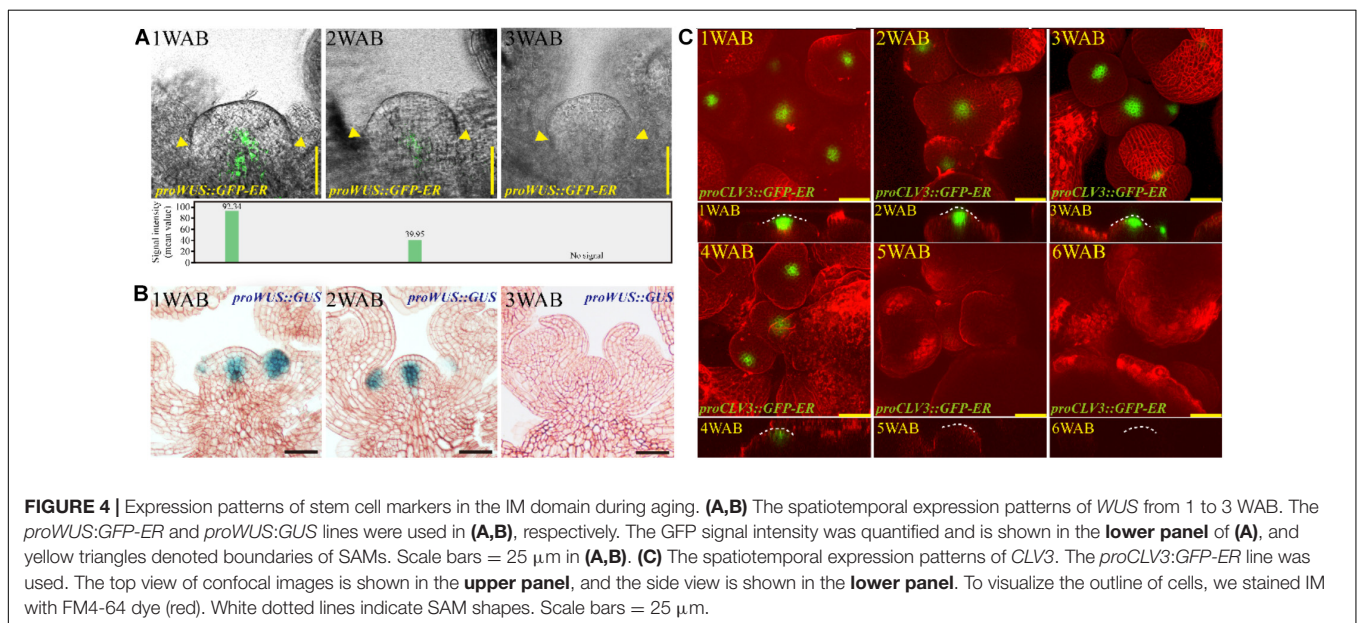 A 1WAB 2WAB 3WAB
proWUS::GFP-ER proWUS::GFP-ER proWUS::GFP-ER
Signal intensity
(mean value)
100
80
60
40
20
0
92.34
39.95
No signal
B 1WAB proWUS::GUS 2WAB proWUS::GUS 3WAB proWUS::GUS
C 1WAB 2WAB 3WAB
proCLV3::GFP-ER proCLV3::GFP-ER proCLV3::GFP-ER
1WAB 2WAB 3WAB
4WAB 5WAB 6WAB
proCLV3::GFP-ER proCLV3::GFP-ER proCLV3::GFP-ER
4WAB 5WAB 6WAB
FIGURE 4 | Expression patterns of stem cell markers in the IM domain during aging. (A,B) The spatiotemporal expression patterns of WUS from 1 to 3 WAB. The
proWUS:GFP-ER and proWUS:GUS lines were used in (A,B), respectively. The GFP signal intensity was quantified and is shown in the lower panel of (A), and
yellow triangles denoted boundaries of SAMs. Scale bars = 25 μm in (A,B). (C) The spatiotemporal expression patterns of CLV3. The proCLV3:GFP-ER line was
used. The top view of confocal images is shown in the upper panel, and the side view is shown in the lower panel. To visualize the outline of cells, we stained IM
with FM4-64 dye (red). White dotted lines indicate SAM shapes. Scale bars = 25 μm.